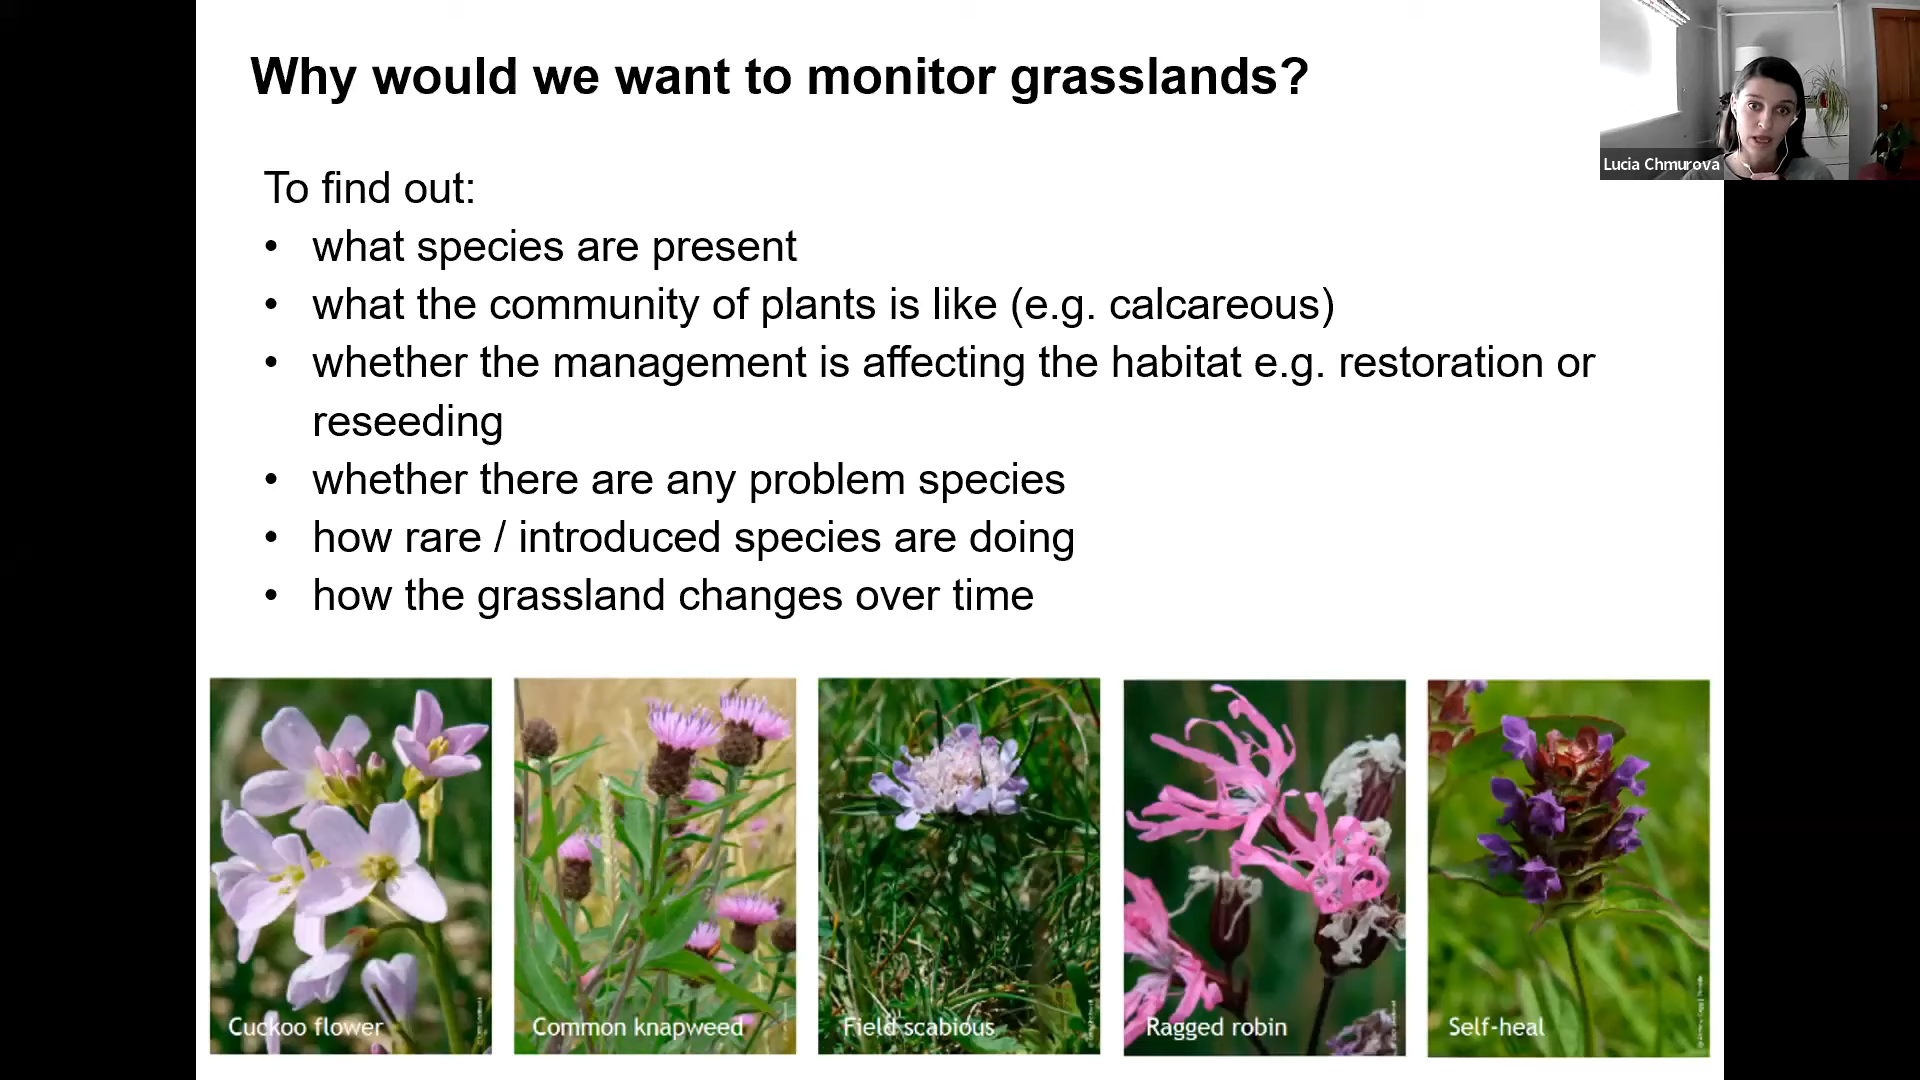 Why would we want to monitor grasslands?
Lucia Chmurova
To find out:
• what species are present
• what the community of plants is like (e.g. calcareous)
• whether the management is affecting the habitat e.g. restoration or
reseeding
• whether there are any problem species
• how rare / introduced species are doing
• how the grassland changes over time
Cuckoo flower
Common knapweed
Field scabious
Ragged robin
Self-heal